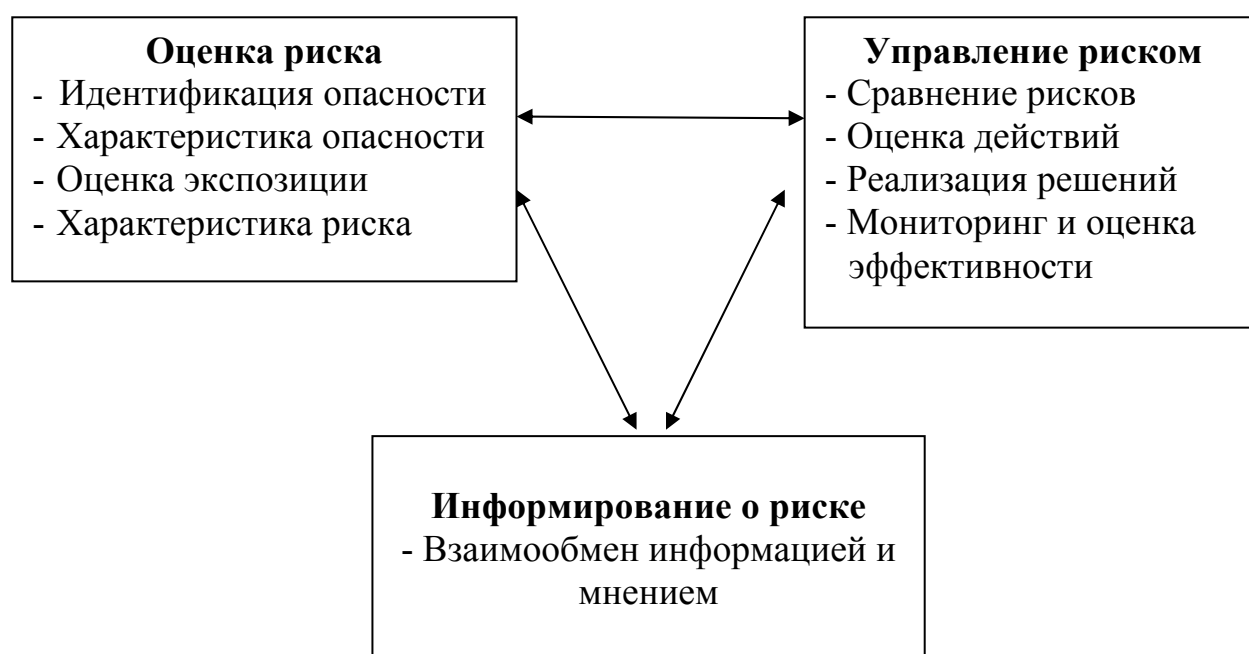 Оценка риска
- Идентификация опасности
- Характеристика опасности
- Оценка экспозиции
- Характеристика риска
Управление риском
- Сравнение рисков
- Оценка действий
- Реализация решений
- Мониторинг и оценка
эффективности
Информирование о риске
- Взаимообмен информацией и
мнением